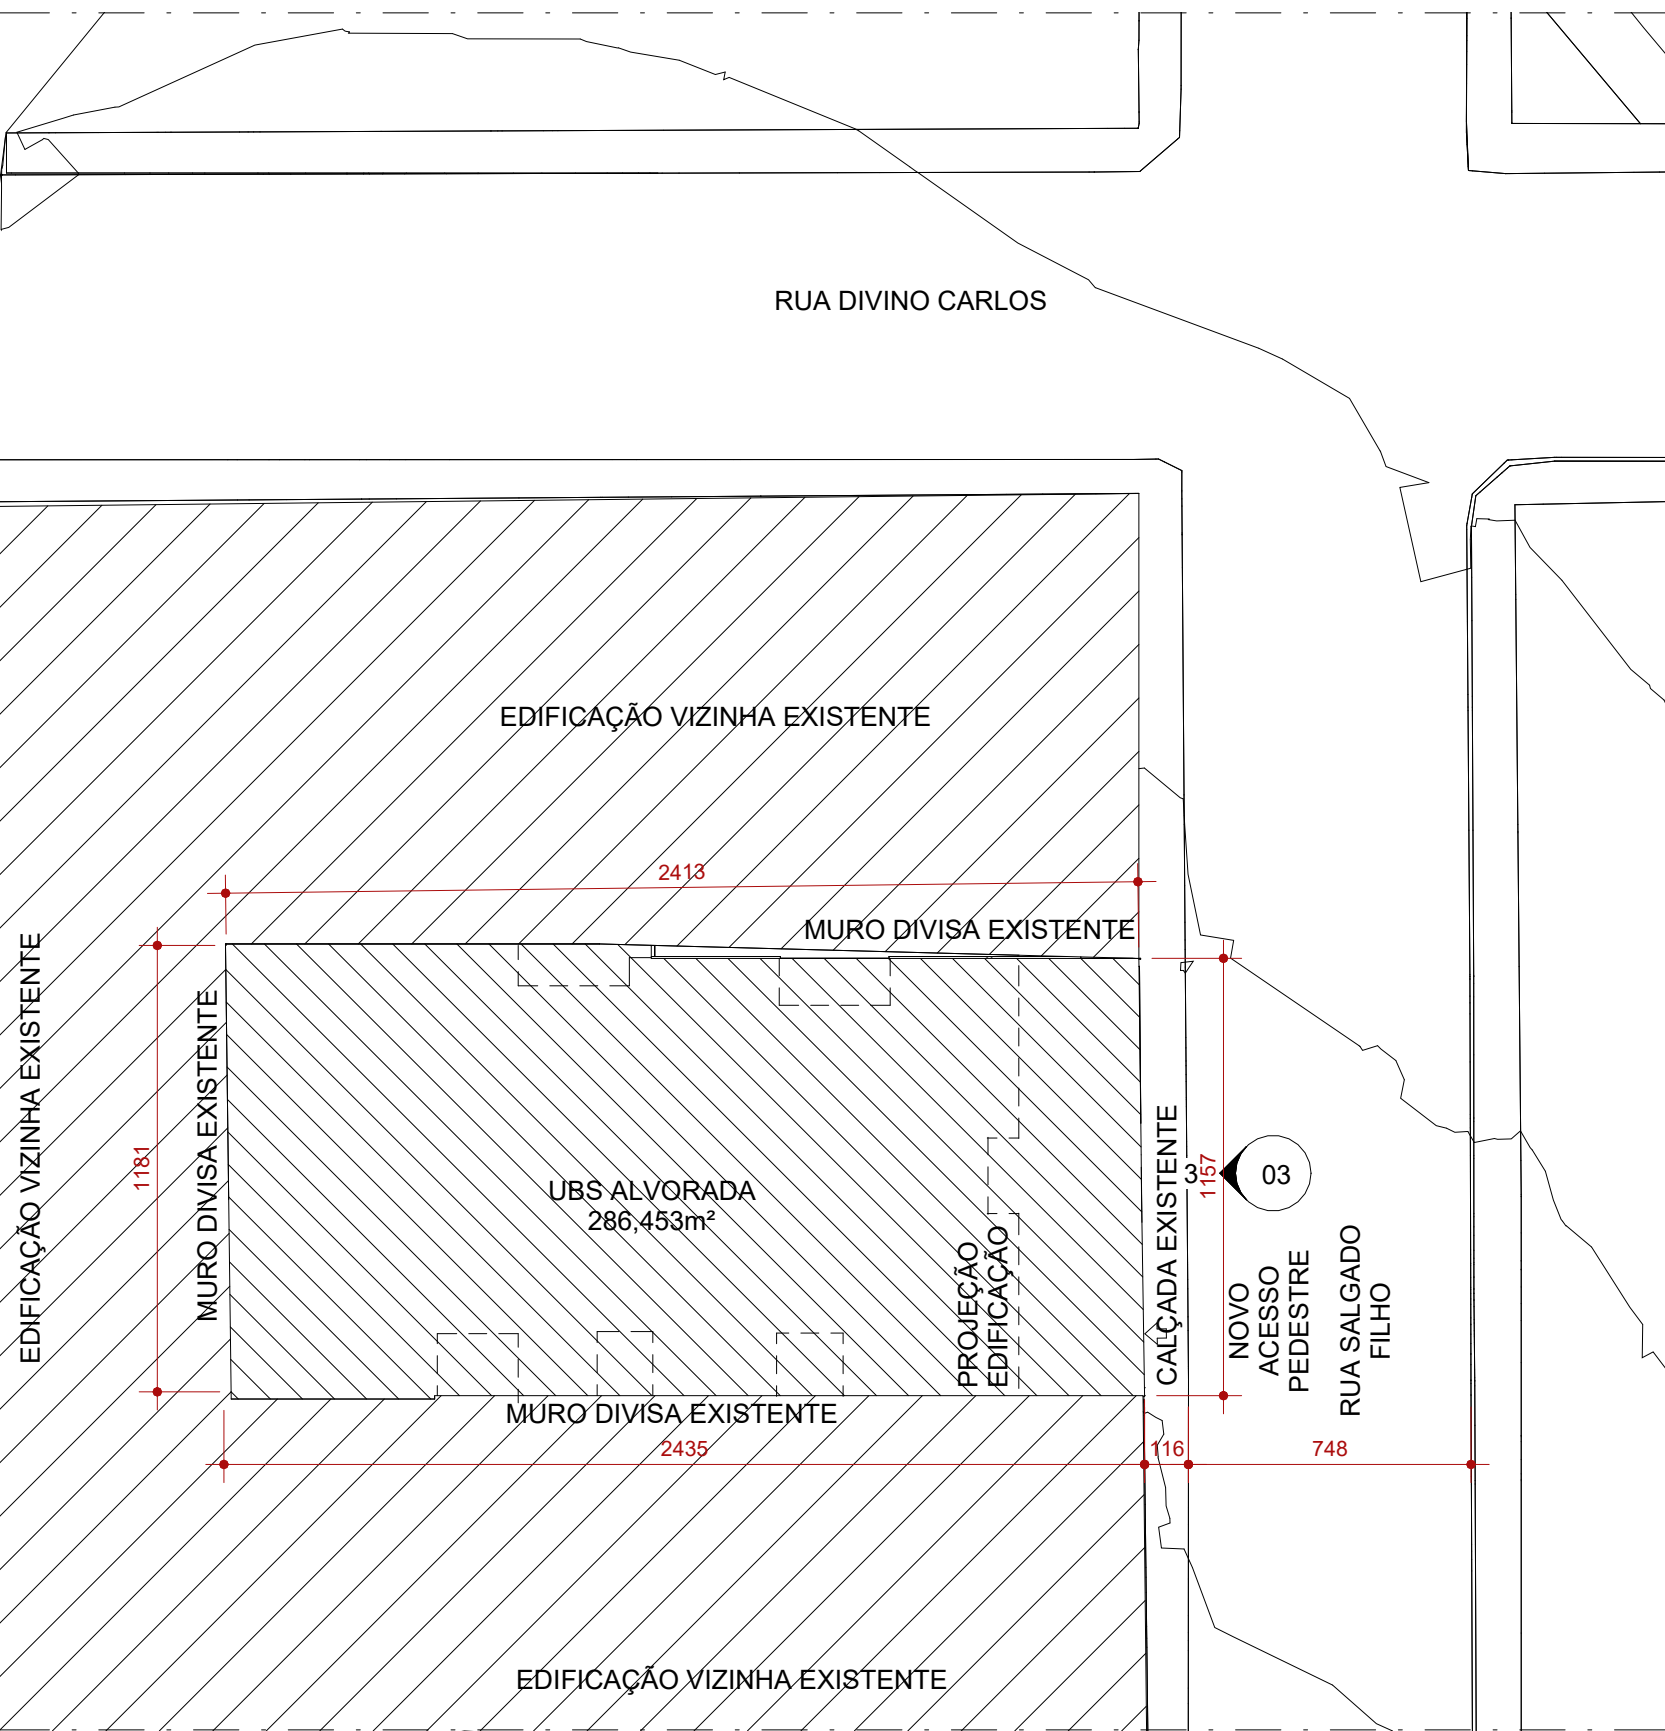 RUA DIVINO CARLOS
EDIFICAÇÃO VIZINHA EXISTENTE
2413
MURO DIVISA EXISTENTE
EDIFICAÇÃO VIZINHA EXISTENTE
1181
MURO DIVISA EXISTENTE
UBS ALVORADA
286,453m²
PROJEÇÃO
EDIFICAÇÃO
CALÇADA EXISTENTE
3
1157
03
NOVO
ACESSO
PEDESTRE
RUA SALGADO
FILHO
MURO DIVISA EXISTENTE
2435
116
748
EDIFICAÇÃO VIZINHA EXISTENTE